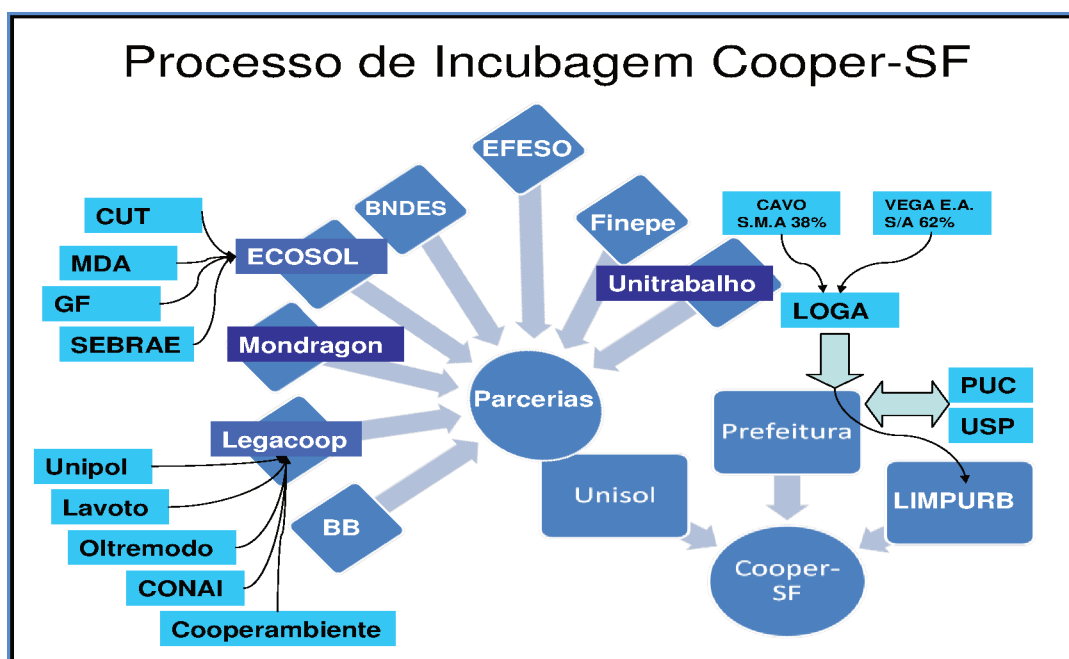 Processo de Incubagem Cooper-SF
EFESO
BNDES
Finepe
CUT
MDA
GF
SEBRAE
ECOSOL
Unitrabalho
CAVO
S.M.A 38%
VEGA E.A.
S/A 62%
LOGA
Mondragon
Parcerias
PUC
USP
Prefeitura
Legacoop
Unipol
Lavoto
Oltremodo
CONAI
Cooperambiente
BB
Unisol
LIMPURB
Cooper-
SF